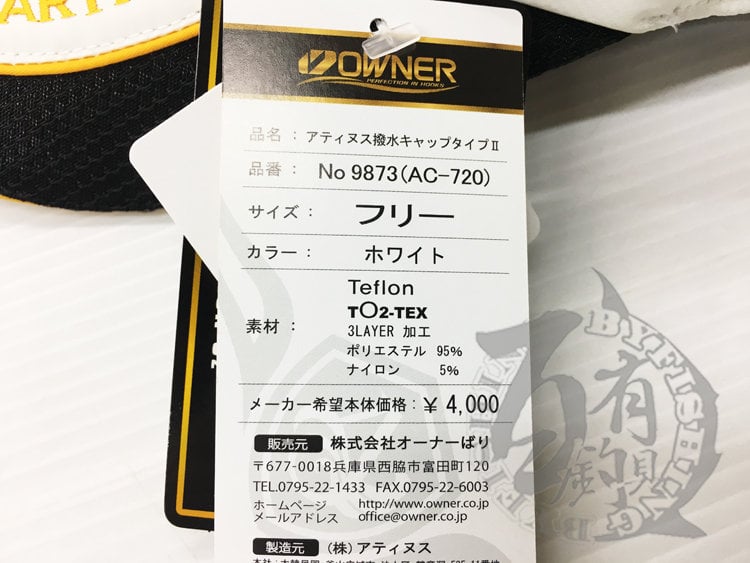 ARTI
OWNER
PERFECTION IN HOOKS
品名： アティヌス撥水キャップタイプⅡ
品番： No 9873(AC-720)
サイズ： フリー
カラー： ホワイト
素材： Teflon
TO2-TEX
3LAYER 加工
ポリエステル 95%
ナイロン 5%
メーカー希望本体価格：¥ 4,000
販売元 株式会社オーナーばり
〒677-0018兵庫県西脇市富田町120
TEL.0795-22-1433 FAX.0795-22-6003
ホームページ http://www.owner.co.jp
メールアドレス office@owner.co.jp
製造元 （株）アティヌス
百有釣具
BYFISHING